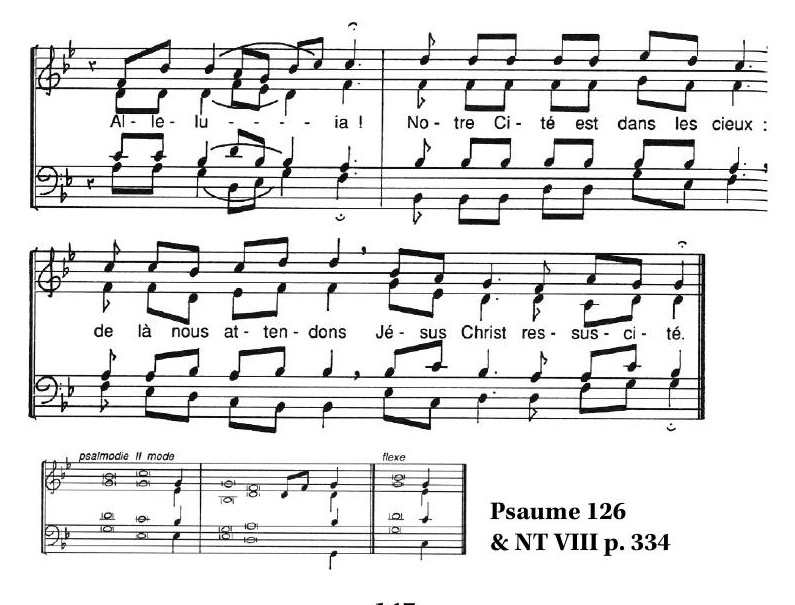 Al - le - lu - - - - ia ! No - tre Ci - té est dans les cieux :
de là nous at - ten - dons Jé - sus Christ res - sus - ci - té.
psalmodie II mode flexe
Psaume 126
& NT VIII p. 334